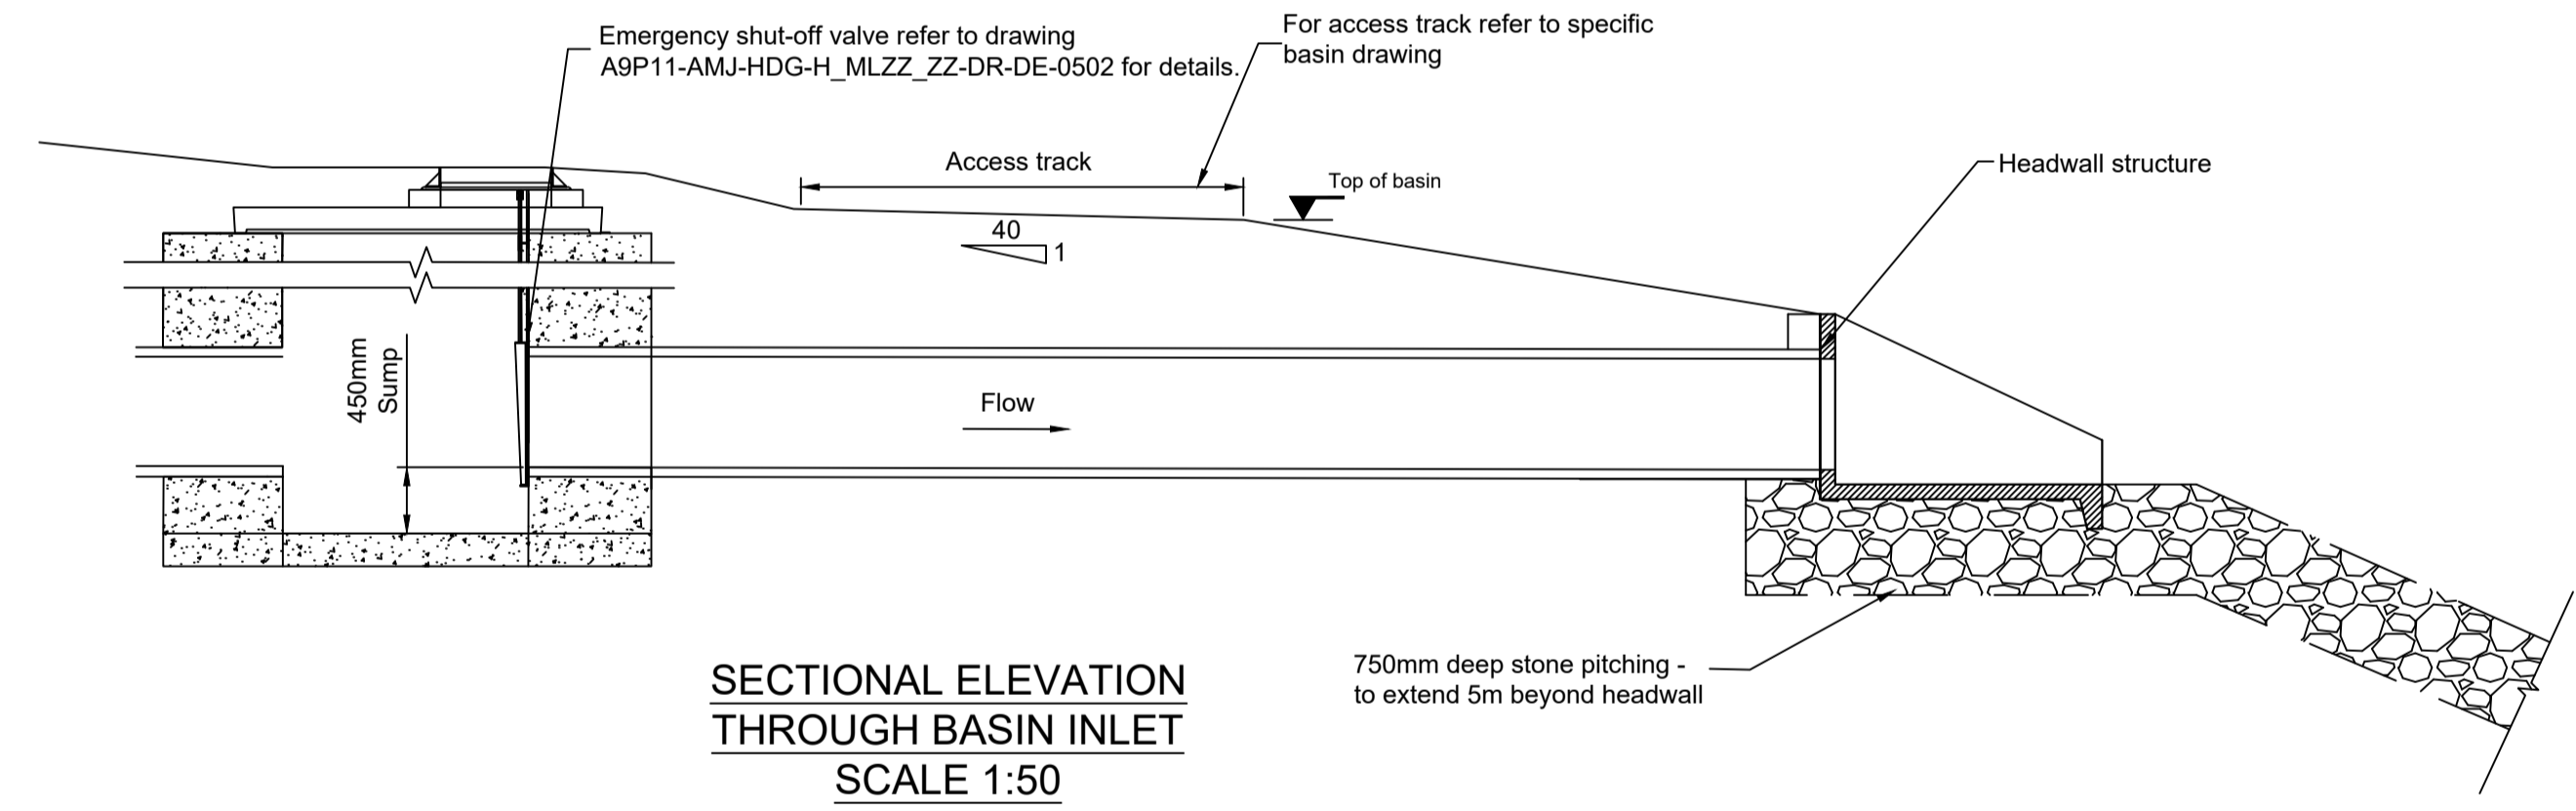 Emergency shut-off valve refer to drawing
A9P11-AMJ-HDG-H_MLZZ_ZZ-DR-DE-0502 for details.
For access track refer to specific
basin drawing
Access track
Top of basin
Headwall structure
40
1
450mm
Sump
Flow
750mm deep stone pitching -
to extend 5m beyond headwall
SECTIONAL ELEVATION
THROUGH BASIN INLET
SCALE 1:50